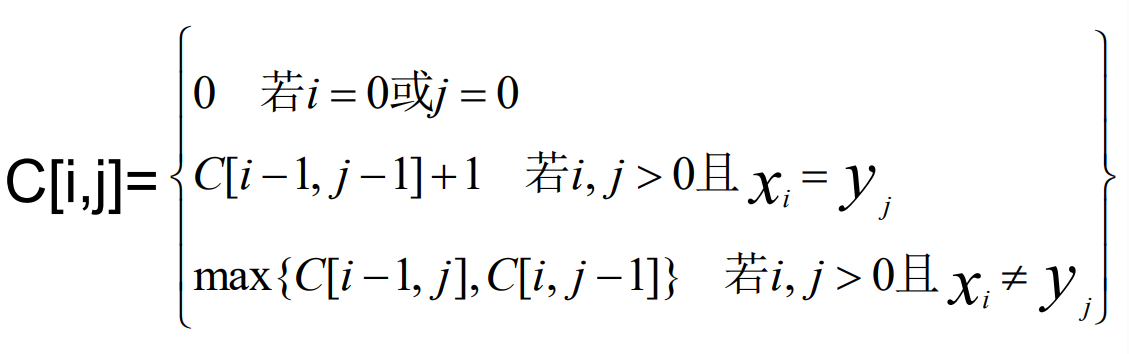 0 若i = 0或j = 0
C[i,j]= C[i−1, j−1]+1 若i, j > 0且 x_i = y_j
max{C[i−1, j], C[i, j−1]} 若i, j > 0且 x_i ≠ y_j